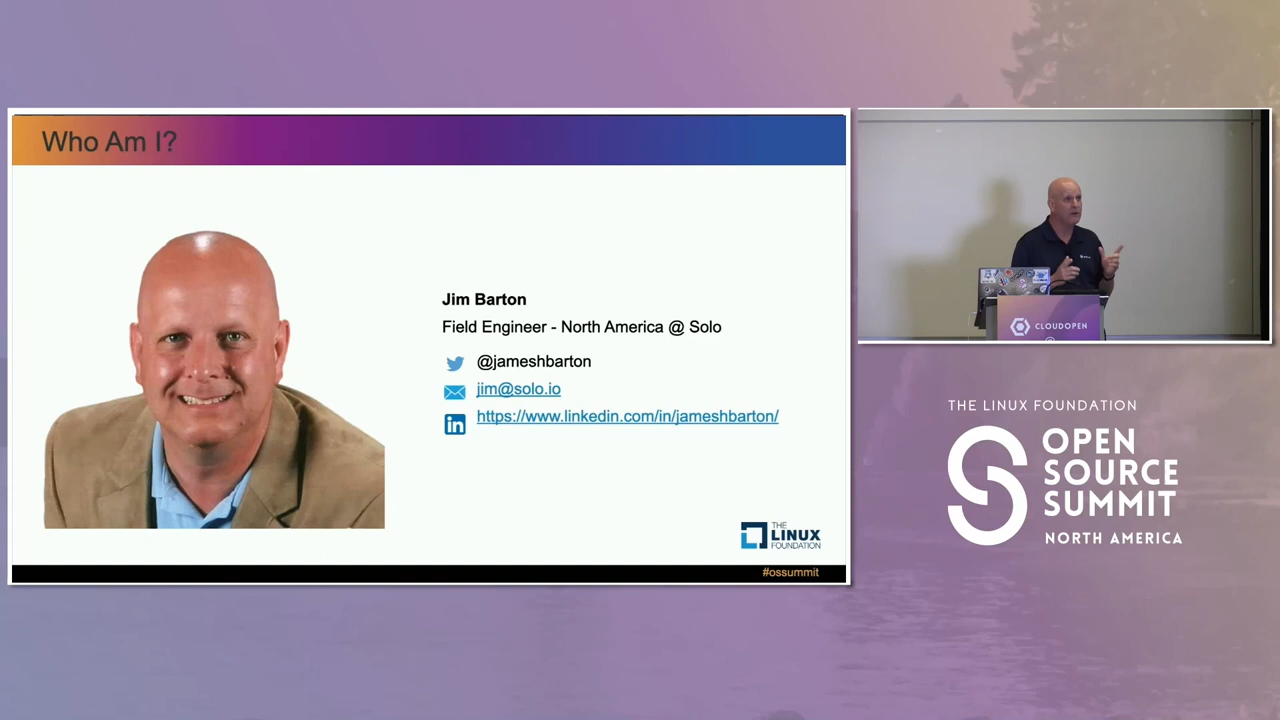 Who Am I?
Jim Barton
Field Engineer - North America @ Solo
@jameshbarton
jim@solo.io
in https://www.linkedin.com/in/jameshbarton/
THE
LINUX
FOUNDATION
#ossummit
CLOUDOPEN
THE LINUX FOUNDATION
OPEN
SOURCE
SUMMIT
NORTH AMERICA